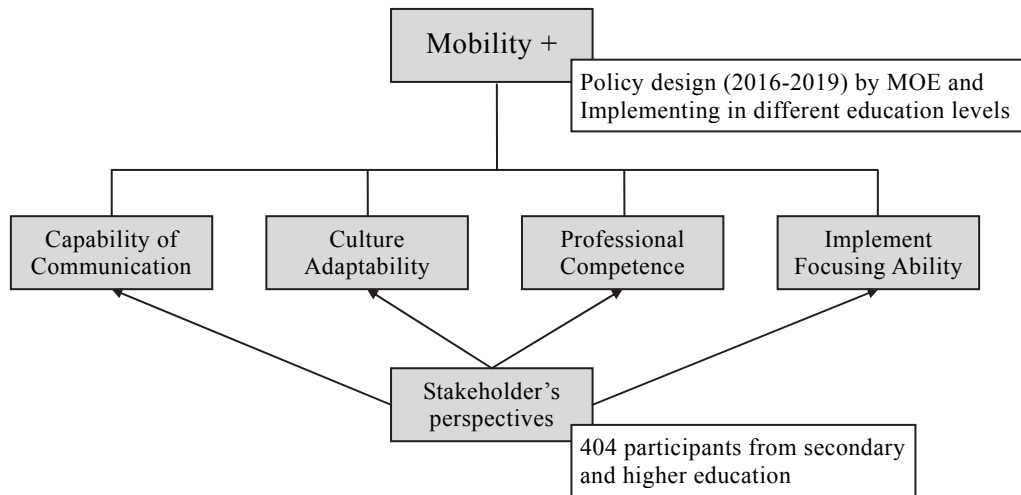 Mobility +
Policy design (2016-2019) by MOE and
Implementing in different education levels
Capability of
Communication
Culture
Adaptability
Professional
Competence
Implement
Focusing Ability
Stakeholder’s
perspectives
404 participants from secondary
and higher education